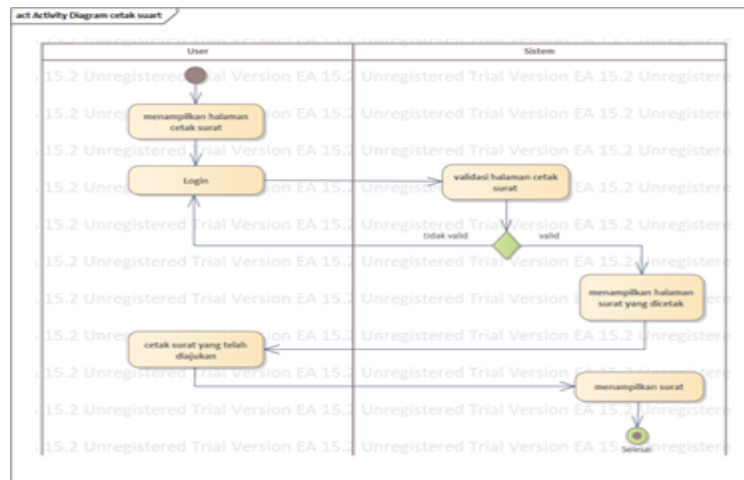 act Activity Diagram cetak suart
User
Sistem
menampilkan halaman
cetak surat
Login
validasi halaman cetak
surat
tidak valid
valid
menampilkan halaman
surat yang dicetak
cetak surat yang telah
diajukan
menampilkan surat
Selesai
15.2 Unregistered Trial Version EA 15.2 Unregistered Trial Version EA 15.2 Unregistere